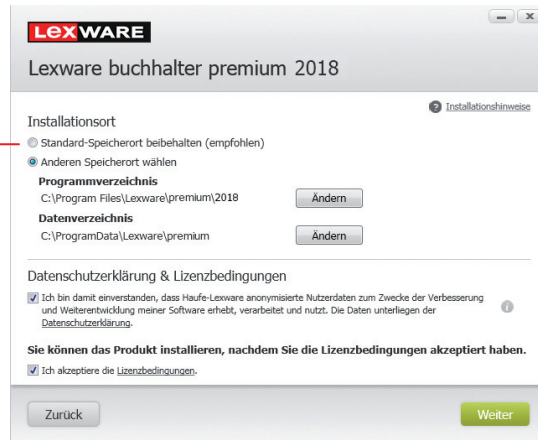 Lexware
Lexware buchhalter premium 2018
Installationshinweise
Installationsort
Standard-Speicherort beibehalten (empfohlen)
Anderen Speicherort wählen
Programmverzeichnis
C:\Program Files\Lexware\premium\2018 Ändern
Datenverzeichnis
C:\ProgramData\Lexware\premium Ändern
Datenschutzerklärung & Lizenzbedingungen
Ich bin damit einverstanden, dass Haufe-Lexware anonymisierte Nutzerdaten zum Zwecke der Verbesserung
und Weiterentwicklung meiner Software erhebt, verarbeitet und nutzt. Die Daten unterliegen der
Datenschutzerklärung.
Sie können das Produkt installieren, nachdem Sie die Lizenzbedingungen akzeptiert haben.
Ich akzeptiere die Lizenzbedingungen.
Zurück Weiter